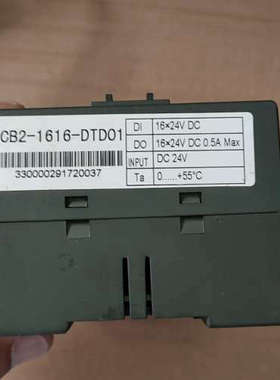 CB2-1616-DTD01
330000291720037
DI 16×24V DC
DO 16×24V DC 0.5A Max
INPUT DC 24V
Ta 0.....+55°C